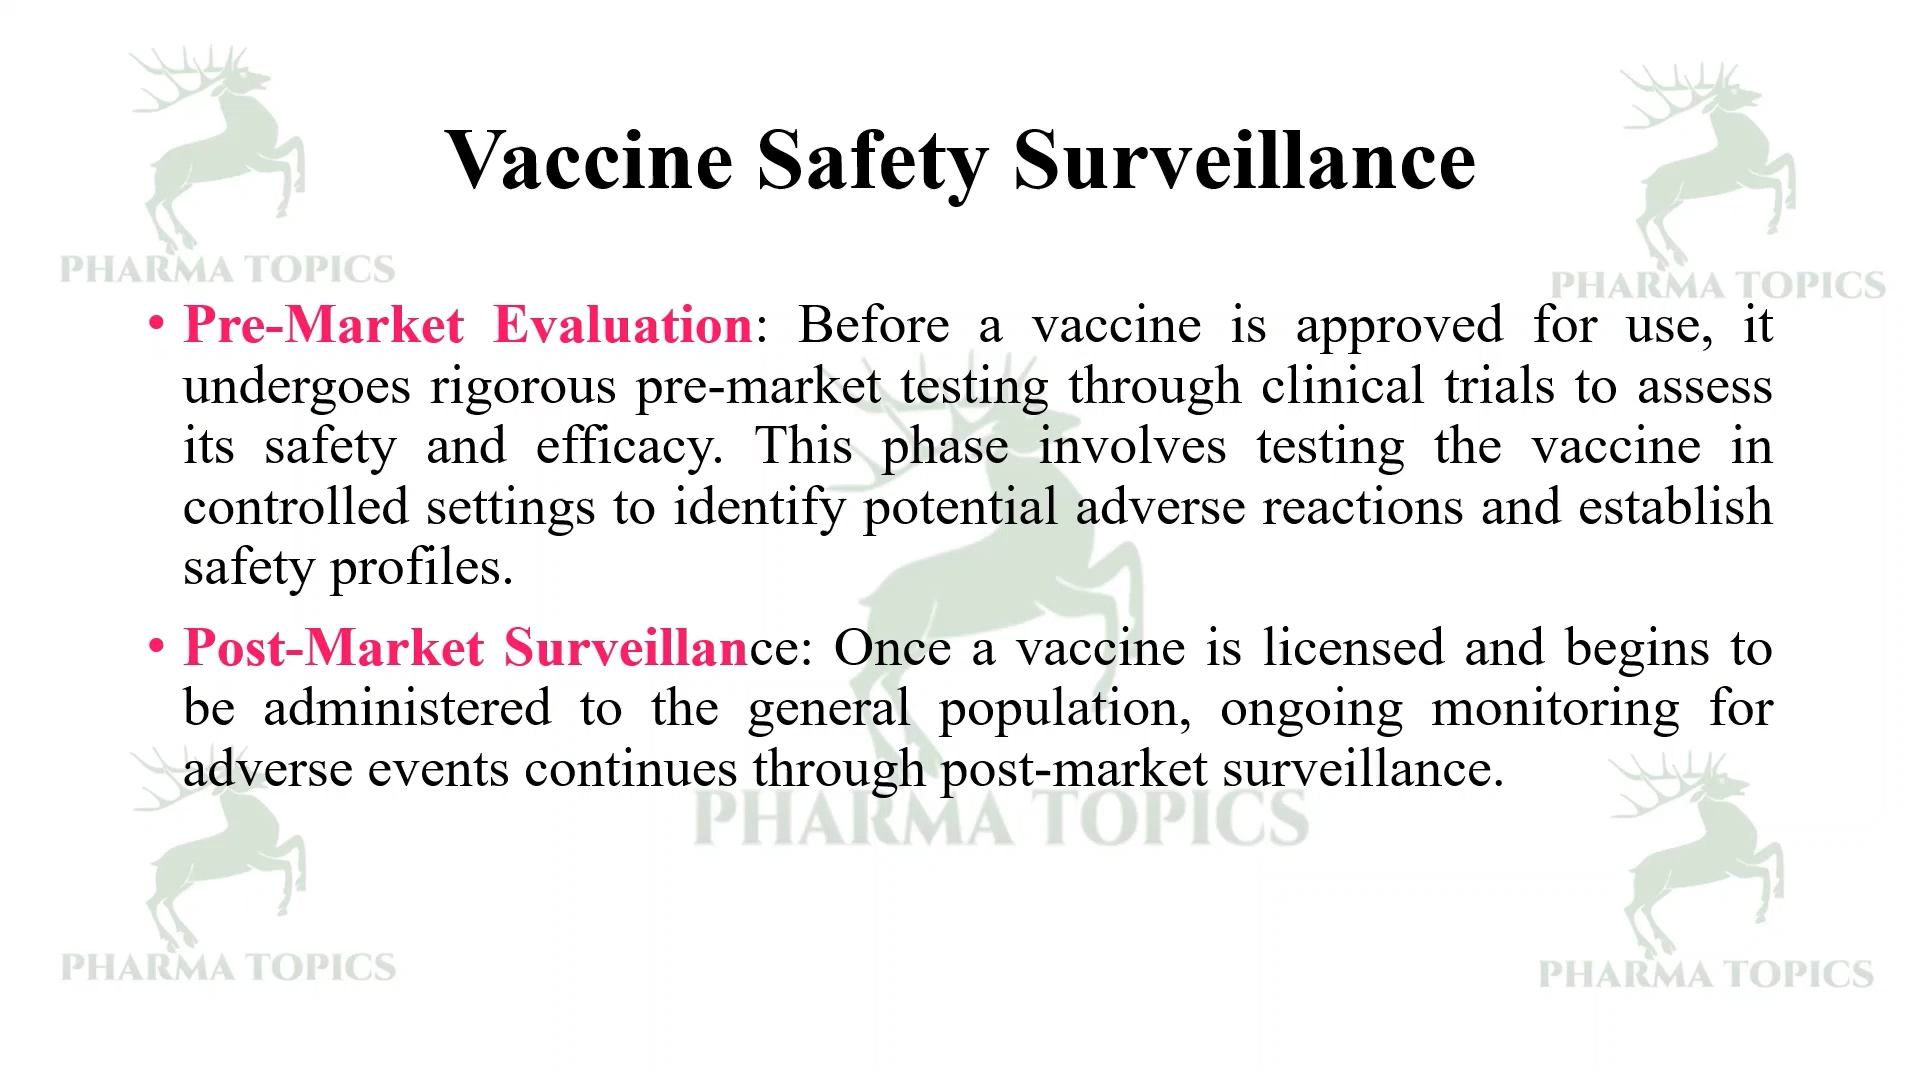 Vaccine Safety Surveillance
PHARMA TOPICS
PHARMA TOPICS
• Pre-Market Evaluation: Before a vaccine is approved for use, it
undergoes rigorous pre-market testing through clinical trials to assess
its safety and efficacy. This phase involves testing the vaccine in
controlled settings to identify potential adverse reactions and establish
safety profiles.
• Post-Market Surveillance: Once a vaccine is licensed and begins to
be administered to the general population, ongoing monitoring for
adverse events continues through post-market surveillance.
PHARMA TOPICS
PHARMA TOPICS
PHARMA TOPICS